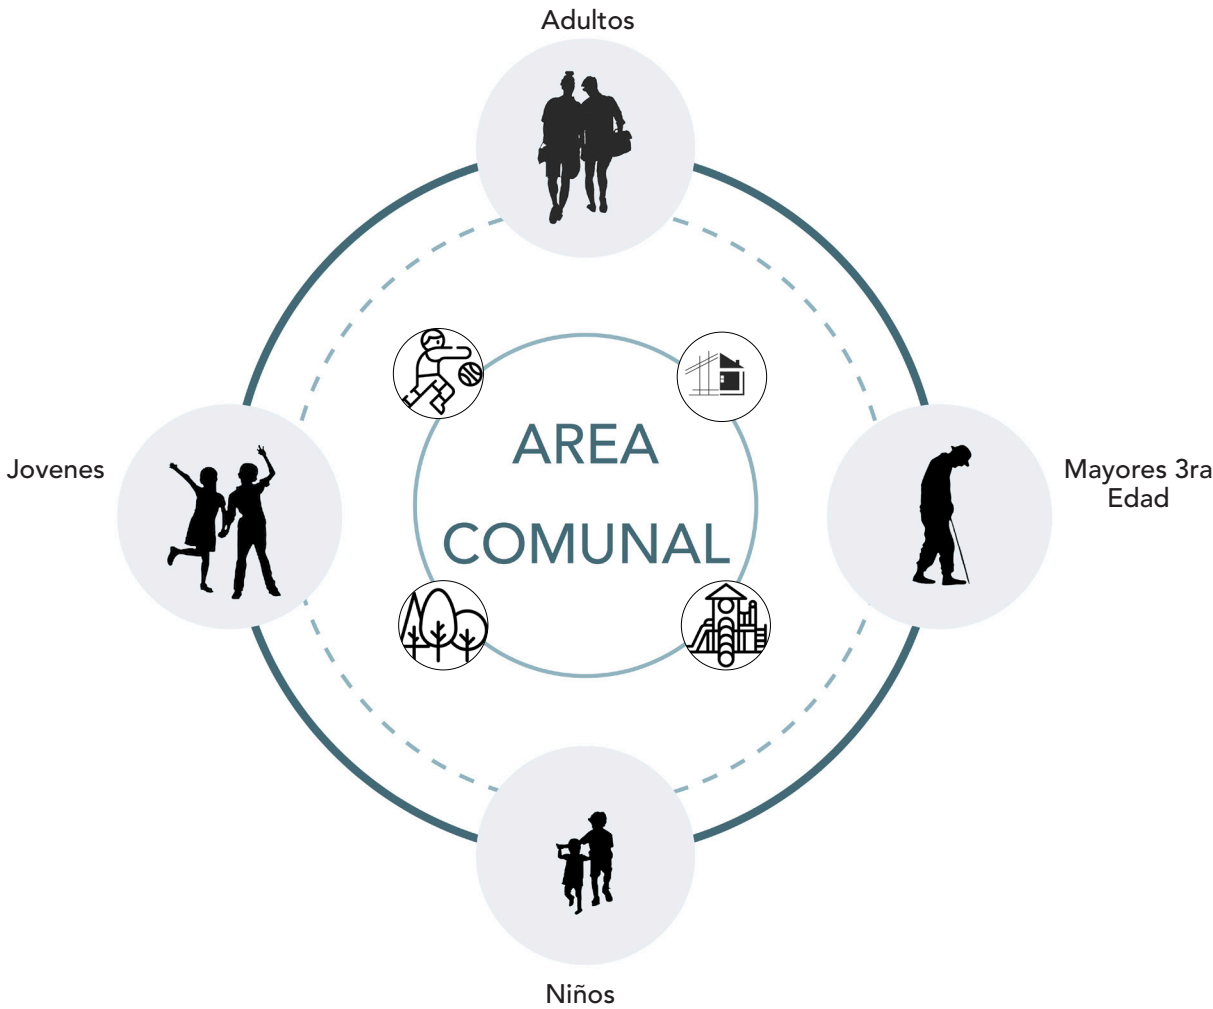 Adultos
Jovenes
AREA
COMUNAL
Mayores 3ra
Edad
Niños